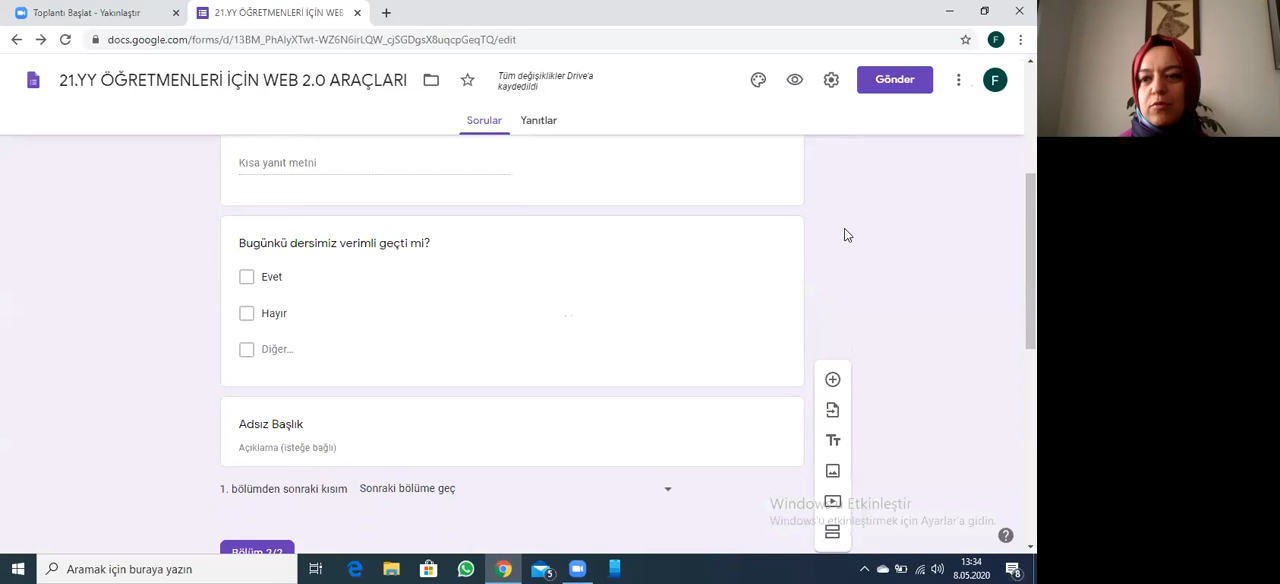 Toplantı Başlat - Yakınlaştır
21.YY ÖĞRETMENLERİ İÇİN WEB
docs.google.com/forms/d/13BM_PhAlyXTwt-WZ6N6irLQW_cjSGDgsX8uqcpGeqTQ/edit
F
21.YY ÖĞRETMENLERİ İÇİN WEB 2.0 ARAÇLARI
Tüm değişiklikler Drive'a
kaydedildi
Gönder
F
Sorular
Yanıtlar
Kısa yanıt metni
Bugünkü dersimiz verimli geçti mi?
Evet
Hayır
Diğer...
Adsız Başlık
Açıklama (isteğe bağlı)
Tт
1. bölümden sonraki kısım
Sonraki bölüme geç
Windows'u Etkinleştir
Windows'u etkinleştirmek için Ayarlar'a gidin.
Bölüm 2/2
Aramak için buraya yazın
5
13:34
8.05.2020
8